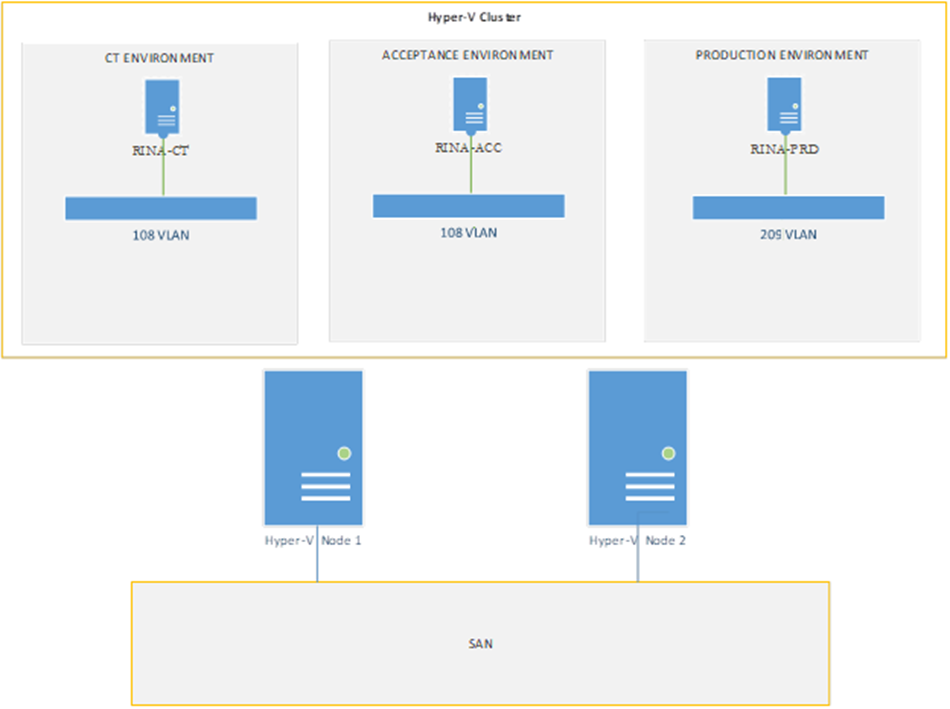 Hyper-V Cluster
CT ENVIRONMENT
ACCEPTANCE ENVIRONMENT
PRODUCTION ENVIRONMENT
RINA-CT
RINA-ACC
RINA-PRD
108 VLAN
108 VLAN
209 VLAN
Hyper-V Node 1
Hyper-V Node 2
SAN